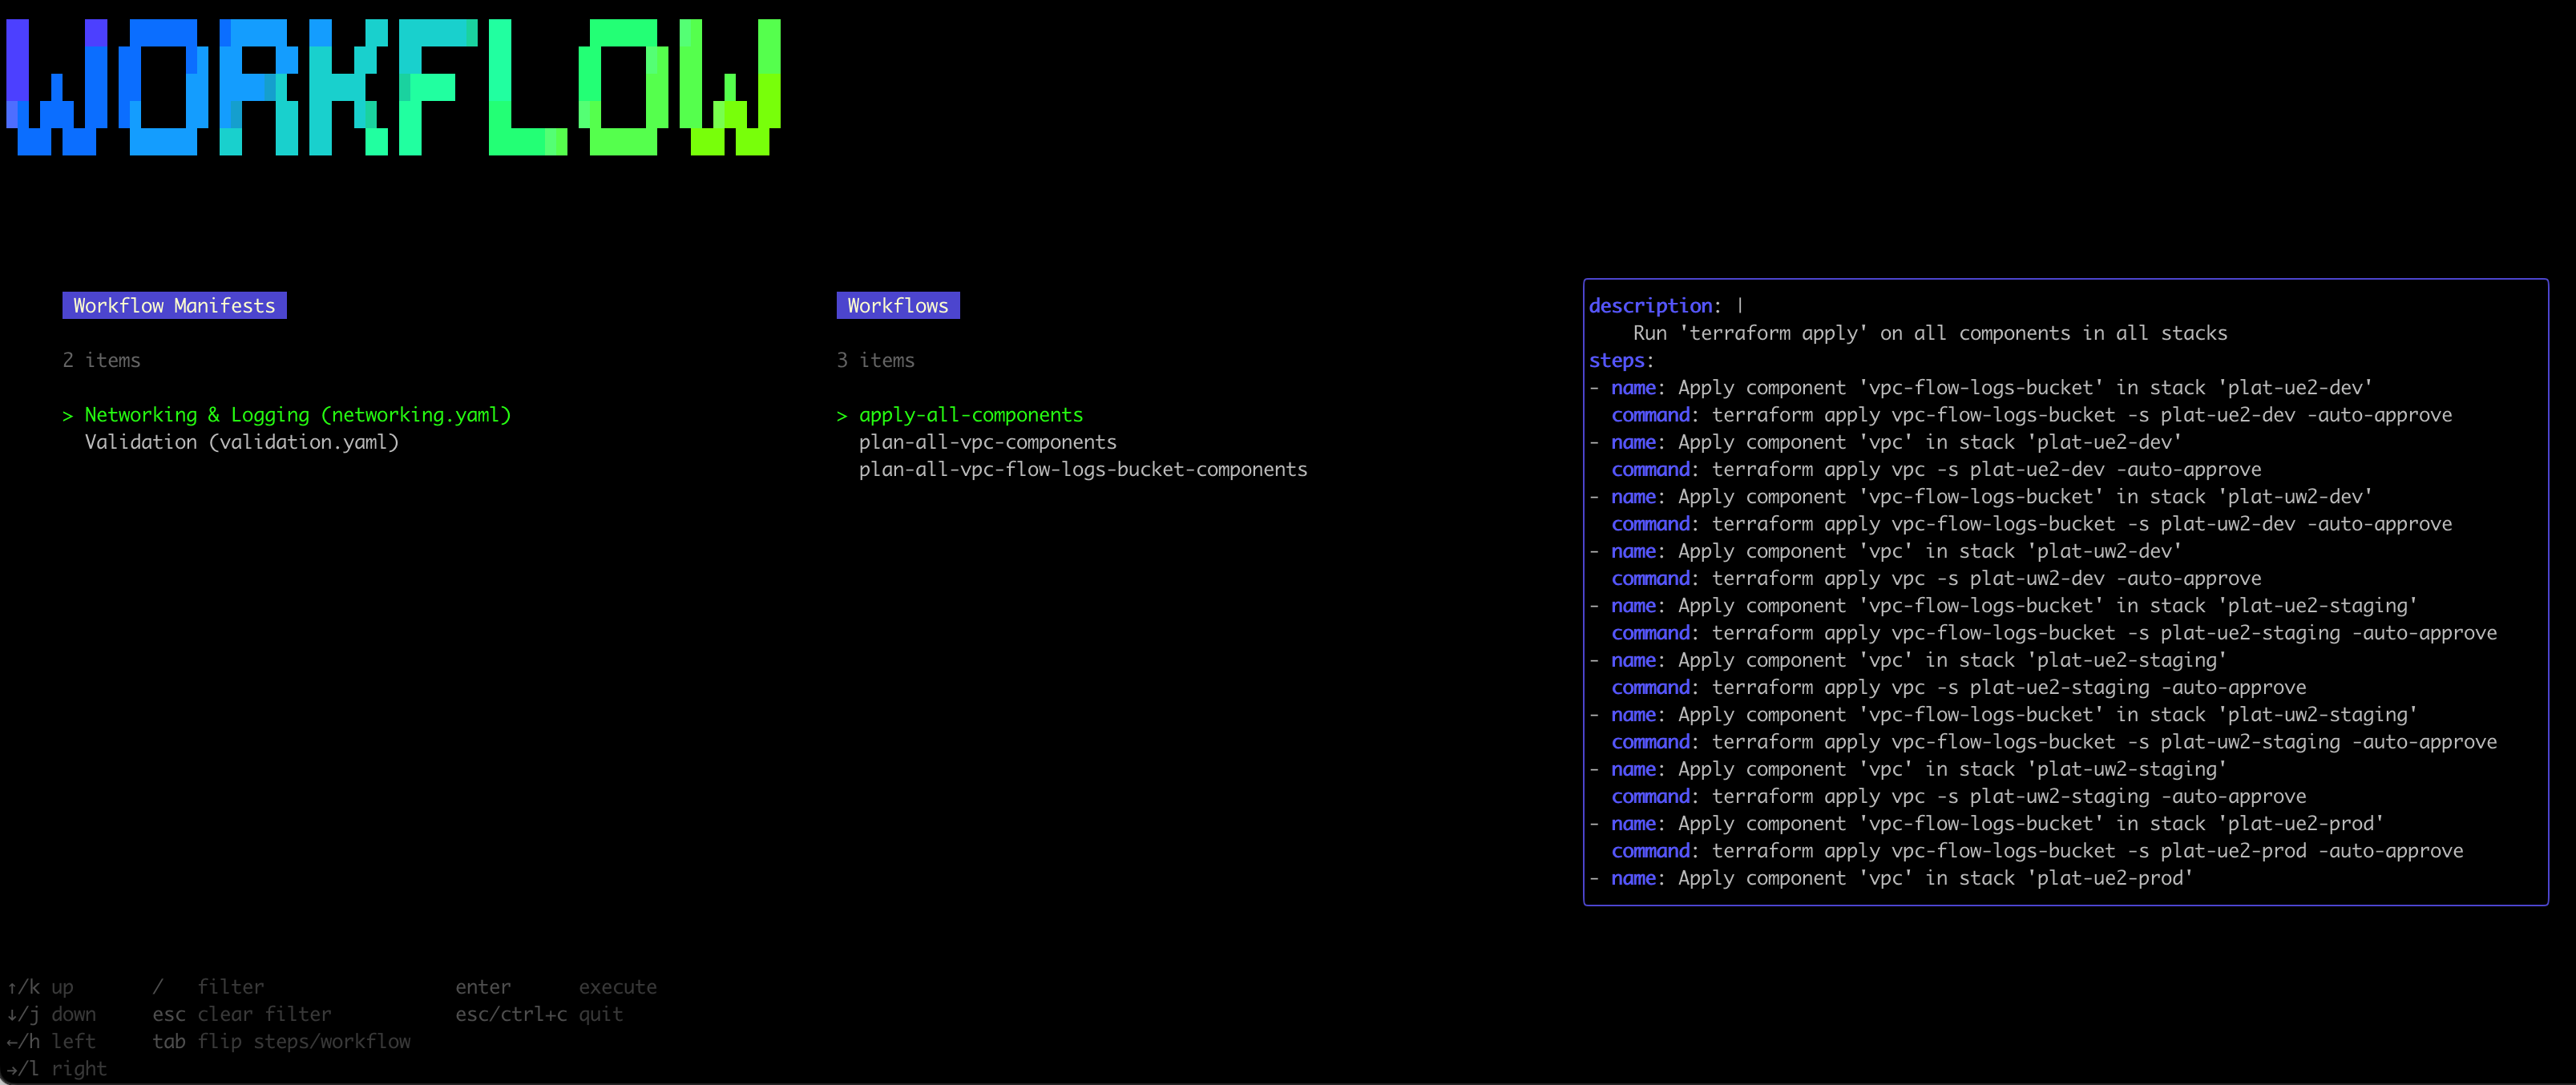 WORKFLOW
Workflow Manifests
2 items
> Networking & Logging (networking.yaml)
Validation (validation.yaml)
Workflows
3 items
> apply-all-components
plan-all-vpc-components
plan-all-vpc-flow-logs-bucket-components
description: |
Run 'terraform apply' on all components in all stacks
steps:
- name: Apply component 'vpc-flow-logs-bucket' in stack 'plat-ue2-dev'
command: terraform apply vpc-flow-logs-bucket -s plat-ue2-dev -auto-approve
- name: Apply component 'vpc' in stack 'plat-ue2-dev'
command: terraform apply vpc -s plat-ue2-dev -auto-approve
- name: Apply component 'vpc-flow-logs-bucket' in stack 'plat-uw2-dev'
command: terraform apply vpc-flow-logs-bucket -s plat-uw2-dev -auto-approve
- name: Apply component 'vpc' in stack 'plat-uw2-dev'
command: terraform apply vpc -s plat-uw2-dev -auto-approve
- name: Apply component 'vpc-flow-logs-bucket' in stack 'plat-ue2-staging'
command: terraform apply vpc-flow-logs-bucket -s plat-ue2-staging -auto-approve
- name: Apply component 'vpc' in stack 'plat-ue2-staging'
command: terraform apply vpc -s plat-ue2-staging -auto-approve
- name: Apply component 'vpc-flow-logs-bucket' in stack 'plat-uw2-staging'
command: terraform apply vpc-flow-logs-bucket -s plat-uw2-staging -auto-approve
- name: Apply component 'vpc' in stack 'plat-uw2-staging'
command: terraform apply vpc -s plat-uw2-staging -auto-approve
- name: Apply component 'vpc-flow-logs-bucket' in stack 'plat-ue2-prod'
command: terraform apply vpc-flow-logs-bucket -s plat-ue2-prod -auto-approve
- name: Apply component 'vpc' in stack 'plat-ue2-prod'
↑/k up / filter enter execute
↓/j down esc clear filter esc/ctrl+c quit
←/h left tab flip steps/workflow
→/l right